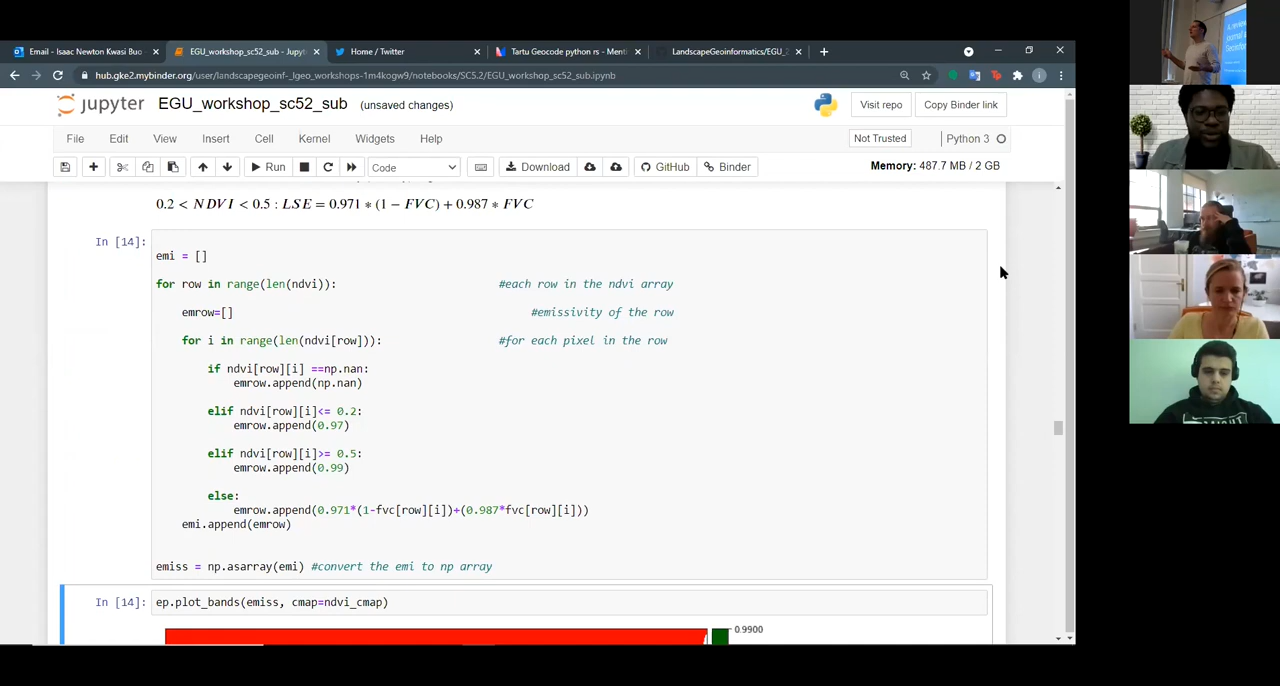 Email - Isaac Newton Kwasi Buo -
EGU_workshop_sc52_sub - Jupyt
Home / Twitter
Tartu Geocode python rs - Menti
LandscapeGeoinformatics/EGU_2
hub.gke2.mybinder.org/user/landscapegeoinf-_lgeo_workshops-1m4kogw9/notebooks/SC5.2/EGU_workshop_sc52_sub.ipynb
jupyter EGU_workshop_sc52_sub (unsaved changes)
Visit repo
Copy Binder link
File Edit View Insert Cell Kernel Widgets Help
Not Trusted
Python 3
Run
Code
Download
GitHub
Binder
Memory: 487.7 MB / 2 GB
0.2 < NDVI < 0.5 : LSE = 0.971 * (1 − FVC) + 0.987 * FVC
In [14]:
emi = []
for row in range(len(ndvi)): #each row in the ndvi array
emrow=[] #emissivity of the row
for i in range(len(ndvi[row])): #for each pixel in the row
if ndvi[row][i] ==np.nan:
emrow.append(np.nan)
elif ndvi[row][i]<= 0.2:
emrow.append(0.97)
elif ndvi[row][i]>= 0.5:
emrow.append(0.99)
else:
emrow.append(0.971*(1-fvc[row][i])+(0.987*fvc[row][i]))
emi.append(emrow)
emiss = np.asarray(emi) #convert the emi to np array
In [14]: ep.plot_bands(emiss, cmap=ndvi_cmap)
0.9900
A review